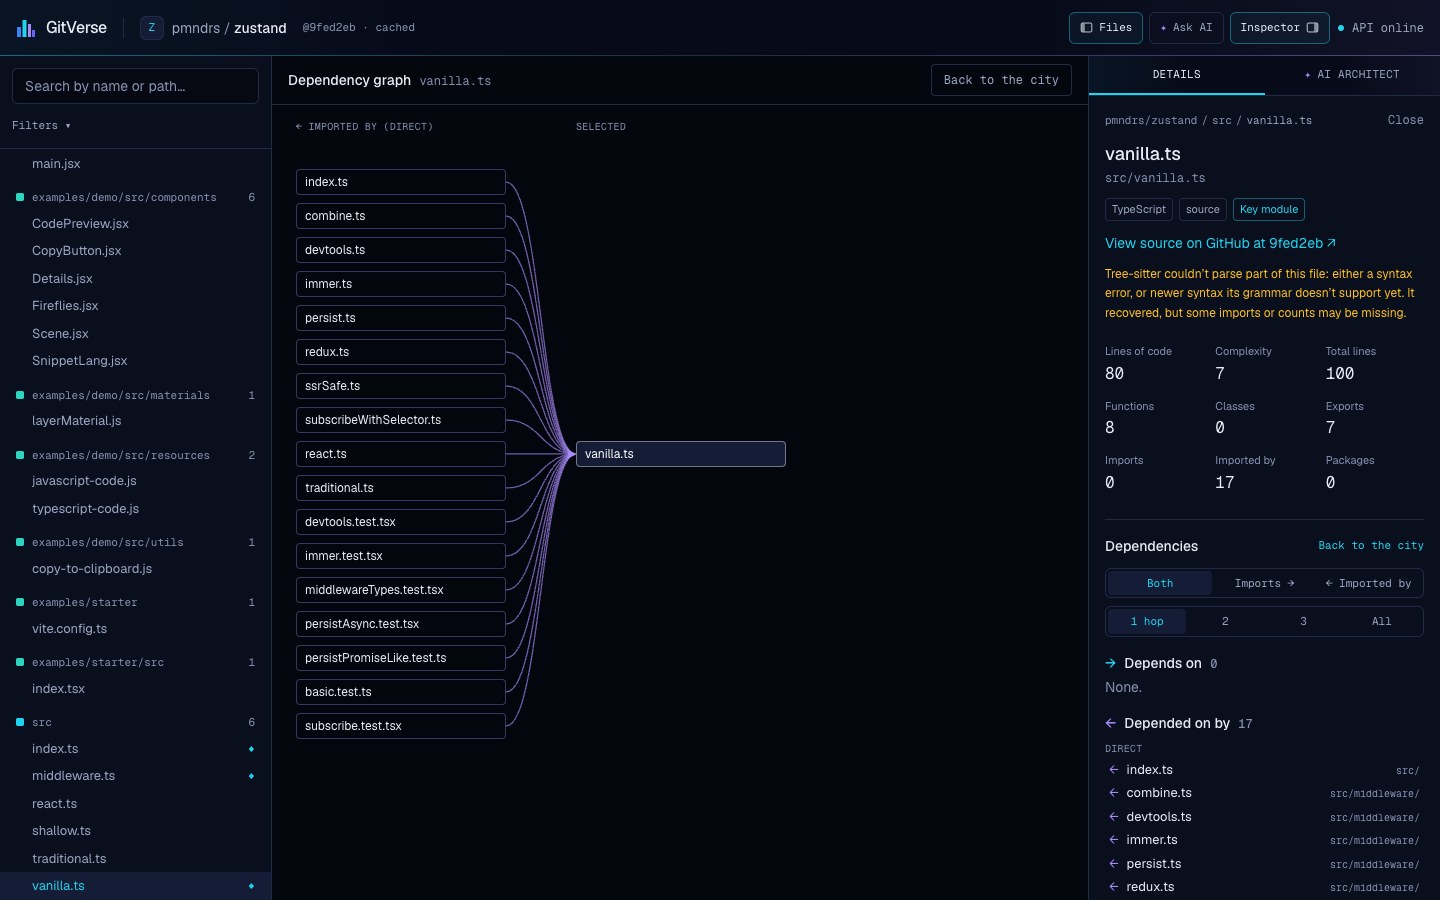 GitVerse
Z pmndrs / zustand @9fed2eb · cached
Files
✦ Ask AI
Inspector
API online
Search by name or path…
Filters ▾
main.jsx
examples/demo/src/components 6
CodePreview.jsx
CopyButton.jsx
Details.jsx
Fireflies.jsx
Scene.jsx
SnippetLang.jsx
examples/demo/src/materials 1
layerMaterial.js
examples/demo/src/resources 2
javascript-code.js
typescript-code.js
examples/demo/src/utils 1
copy-to-clipboard.js
examples/starter 1
vite.config.ts
examples/starter/src 1
index.tsx
src 6
index.ts ♦
middleware.ts ♦
react.ts
shallow.ts
traditional.ts
vanilla.ts ♦
Dependency graph vanilla.ts
Back to the city
← IMPORTED BY (DIRECT)
SELECTED
index.ts
combine.ts
devtools.ts
immer.ts
persist.ts
redux.ts
ssrSafe.ts
subscribeWithSelector.ts
react.ts
traditional.ts
devtools.test.tsx
immer.test.tsx
middlewareTypes.test.tsx
persistAsync.test.tsx
persistPromiseLike.test.ts
basic.test.ts
subscribe.test.tsx
vanilla.ts
DETAILS
✦ AI ARCHITECT
pmndrs/zustand / src / vanilla.ts
Close
vanilla.ts
src/vanilla.ts
TypeScript source Key module
View source on GitHub at 9fed2eb ↗
Tree-sitter couldn't parse part of this file: either a syntax
error, or newer syntax its grammar doesn't support yet. It
recovered, but some imports or counts may be missing.
Lines of code Complexity Total lines
80 7 100
Functions Classes Exports
8 0 7
Imports Imported by Packages
0 17 0
Dependencies
Back to the city
Both Imports → ← Imported by
1 hop 2 3 All
→ Depends on 0
None.
← Depended on by 17
DIRECT
← index.ts src/
← combine.ts src/middleware/
← devtools.ts src/middleware/
← immer.ts src/middleware/
← persist.ts src/middleware/
← redux.ts src/middleware/